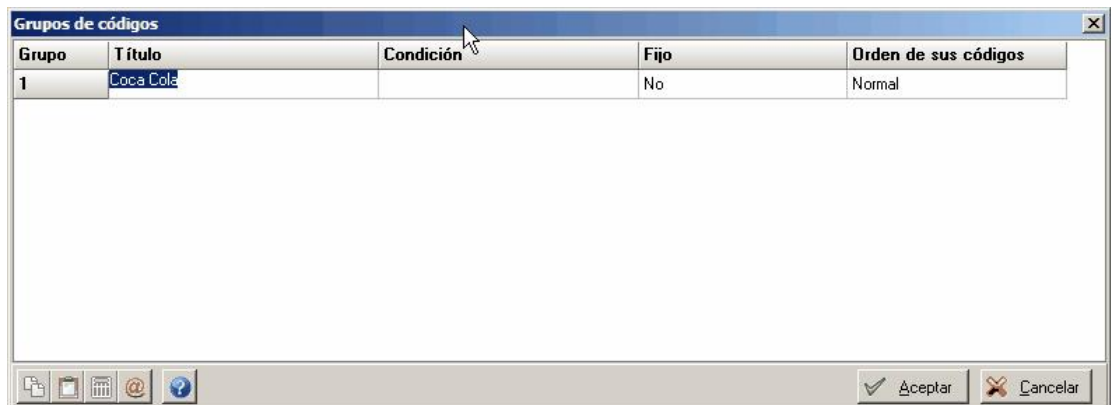 Grupos de códigos
Grupo Título Condición Fijo Orden de sus códigos
1 Coca Cola No Normal
Aceptar Cancelar